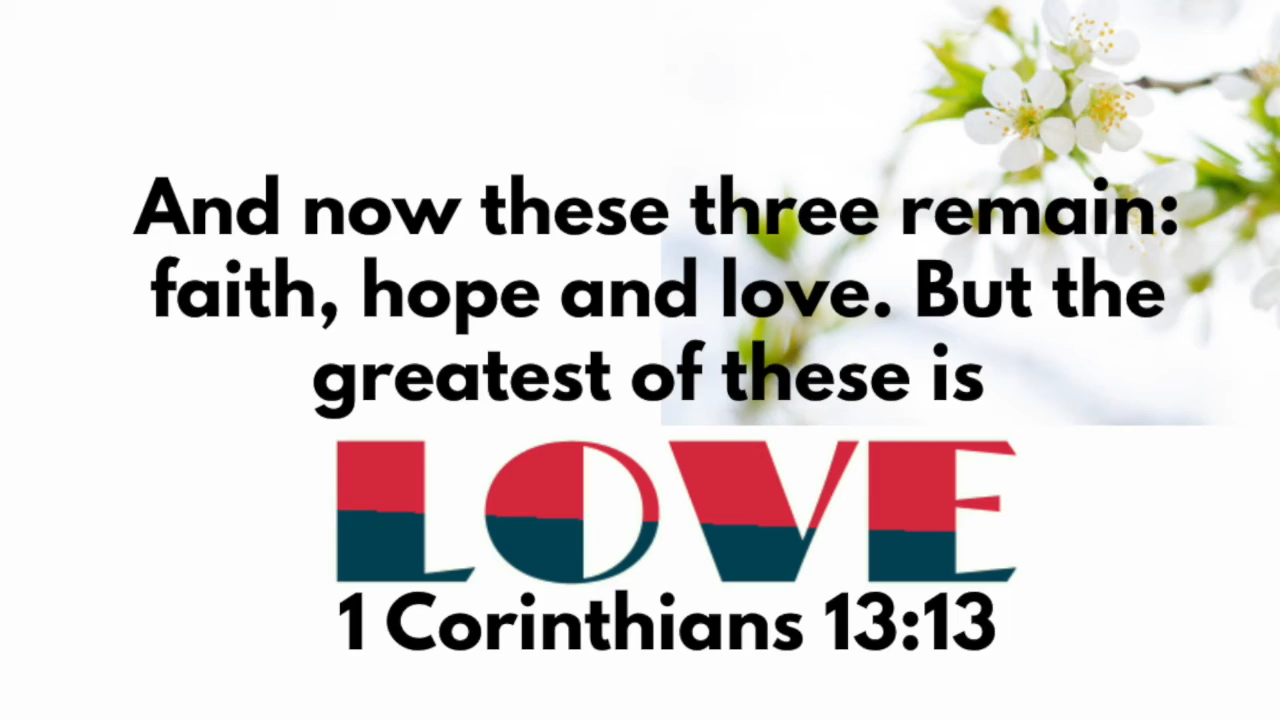 And now these three remain:
faith, hope and love. But the
greatest of these is
LOVE
1 Corinthians 13:13